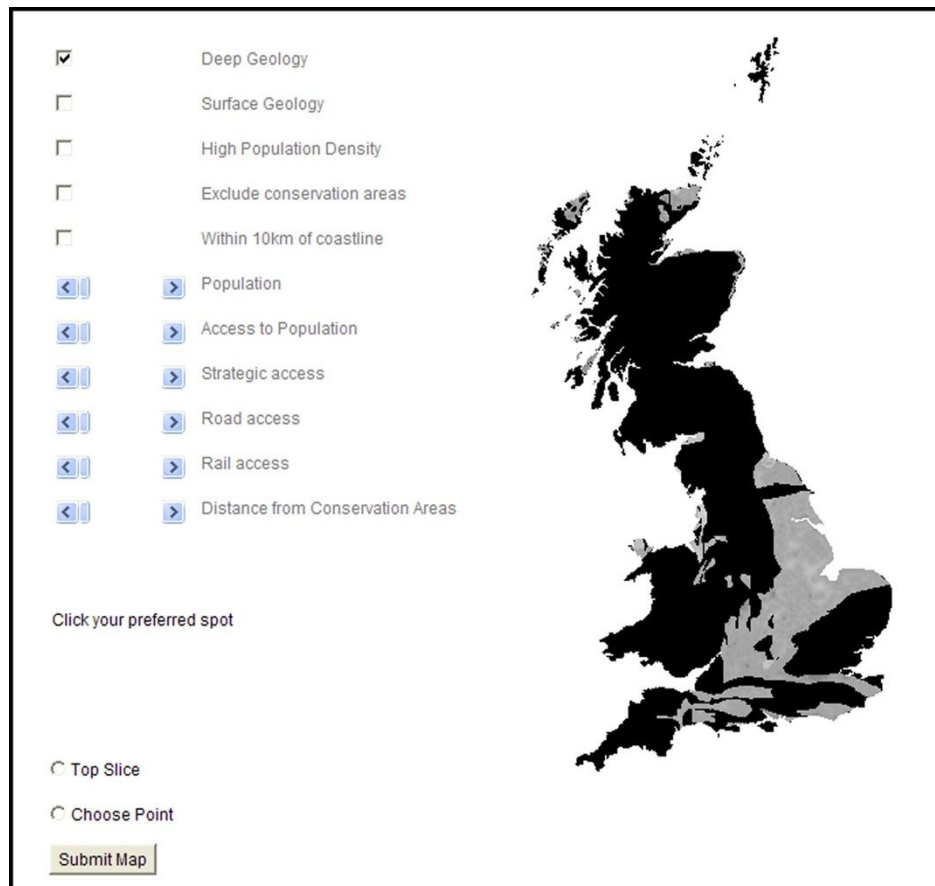 Deep Geology
Surface Geology
High Population Density
Exclude conservation areas
Within 10km of coastline
Population
Access to Population
Strategic access
Road access
Rail access
Distance from Conservation Areas
Click your preferred spot
Top Slice
Choose Point
Submit Map